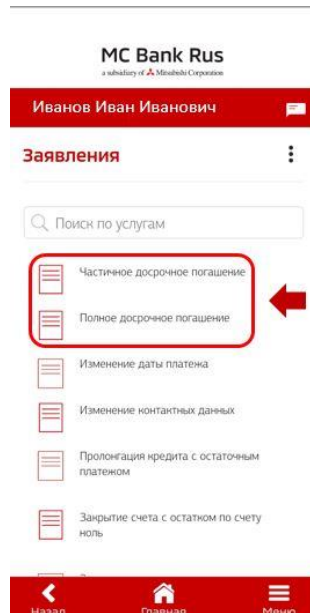 MC Bank Rus
a subsidiary of Mitsubishi Corporation
Иванов Иван Иванович
Заявления
Поиск по услугам
Частичное досрочное погашение
Полное досрочное погашение
Изменение даты платежа
Изменение контактных данных
Пролонгация кредита с остаточным
платежом
Закрытие счета с остатком по счету
ноль
Назад
Главная
Меню